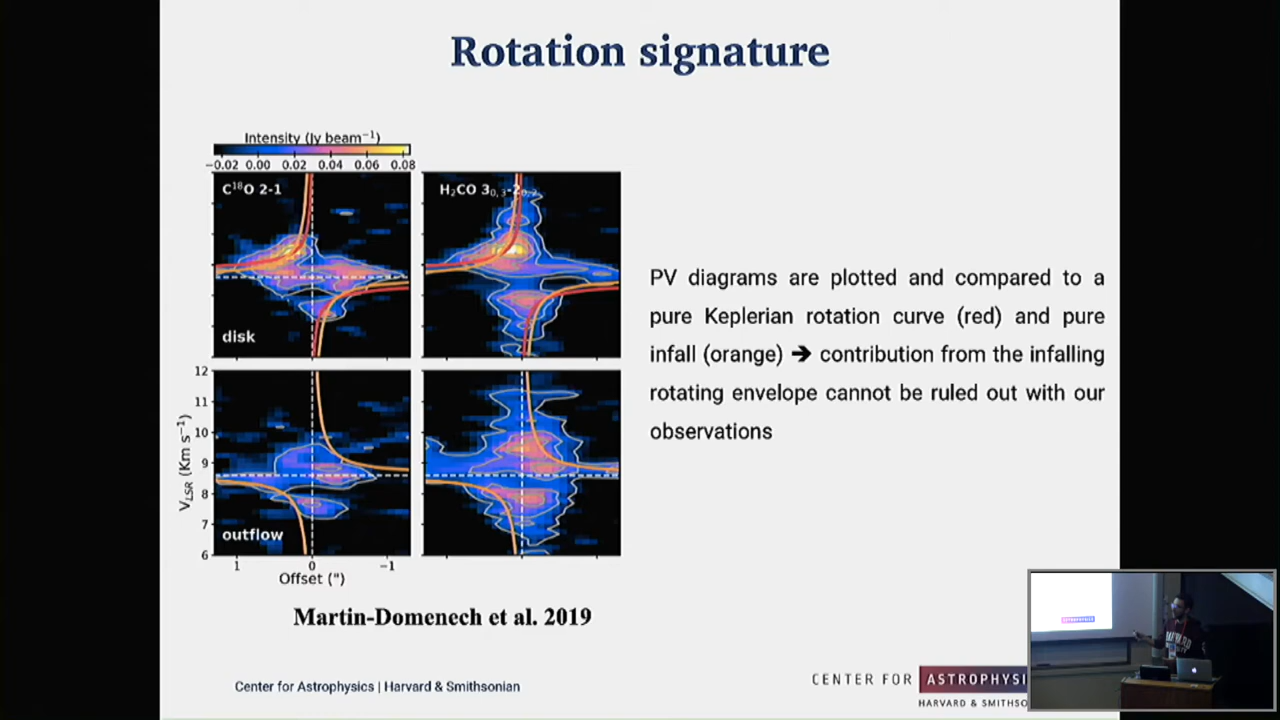 Rotation signature
Intensity (Jy beam⁻¹)
−0.02 0.00 0.02 0.04 0.06 0.08
C¹⁸O 2-1
H₂CO 3₀,₃-2₀,₂
disk
PV diagrams are plotted and compared to a
pure Keplerian rotation curve (red) and pure
infall (orange) ➔ contribution from the infalling
rotating envelope cannot be ruled out with our
observations
12
11
10
9
8
7
6
V_LSR (Km s⁻¹)
outflow
1 0 −1
Offset (")
Martin-Domenech et al. 2019
Center for Astrophysics | Harvard & Smithsonian
CENTER FOR ASTROPHYSI
HARVARD & SMITHSO
ASTROPHYSICS
HARVARD